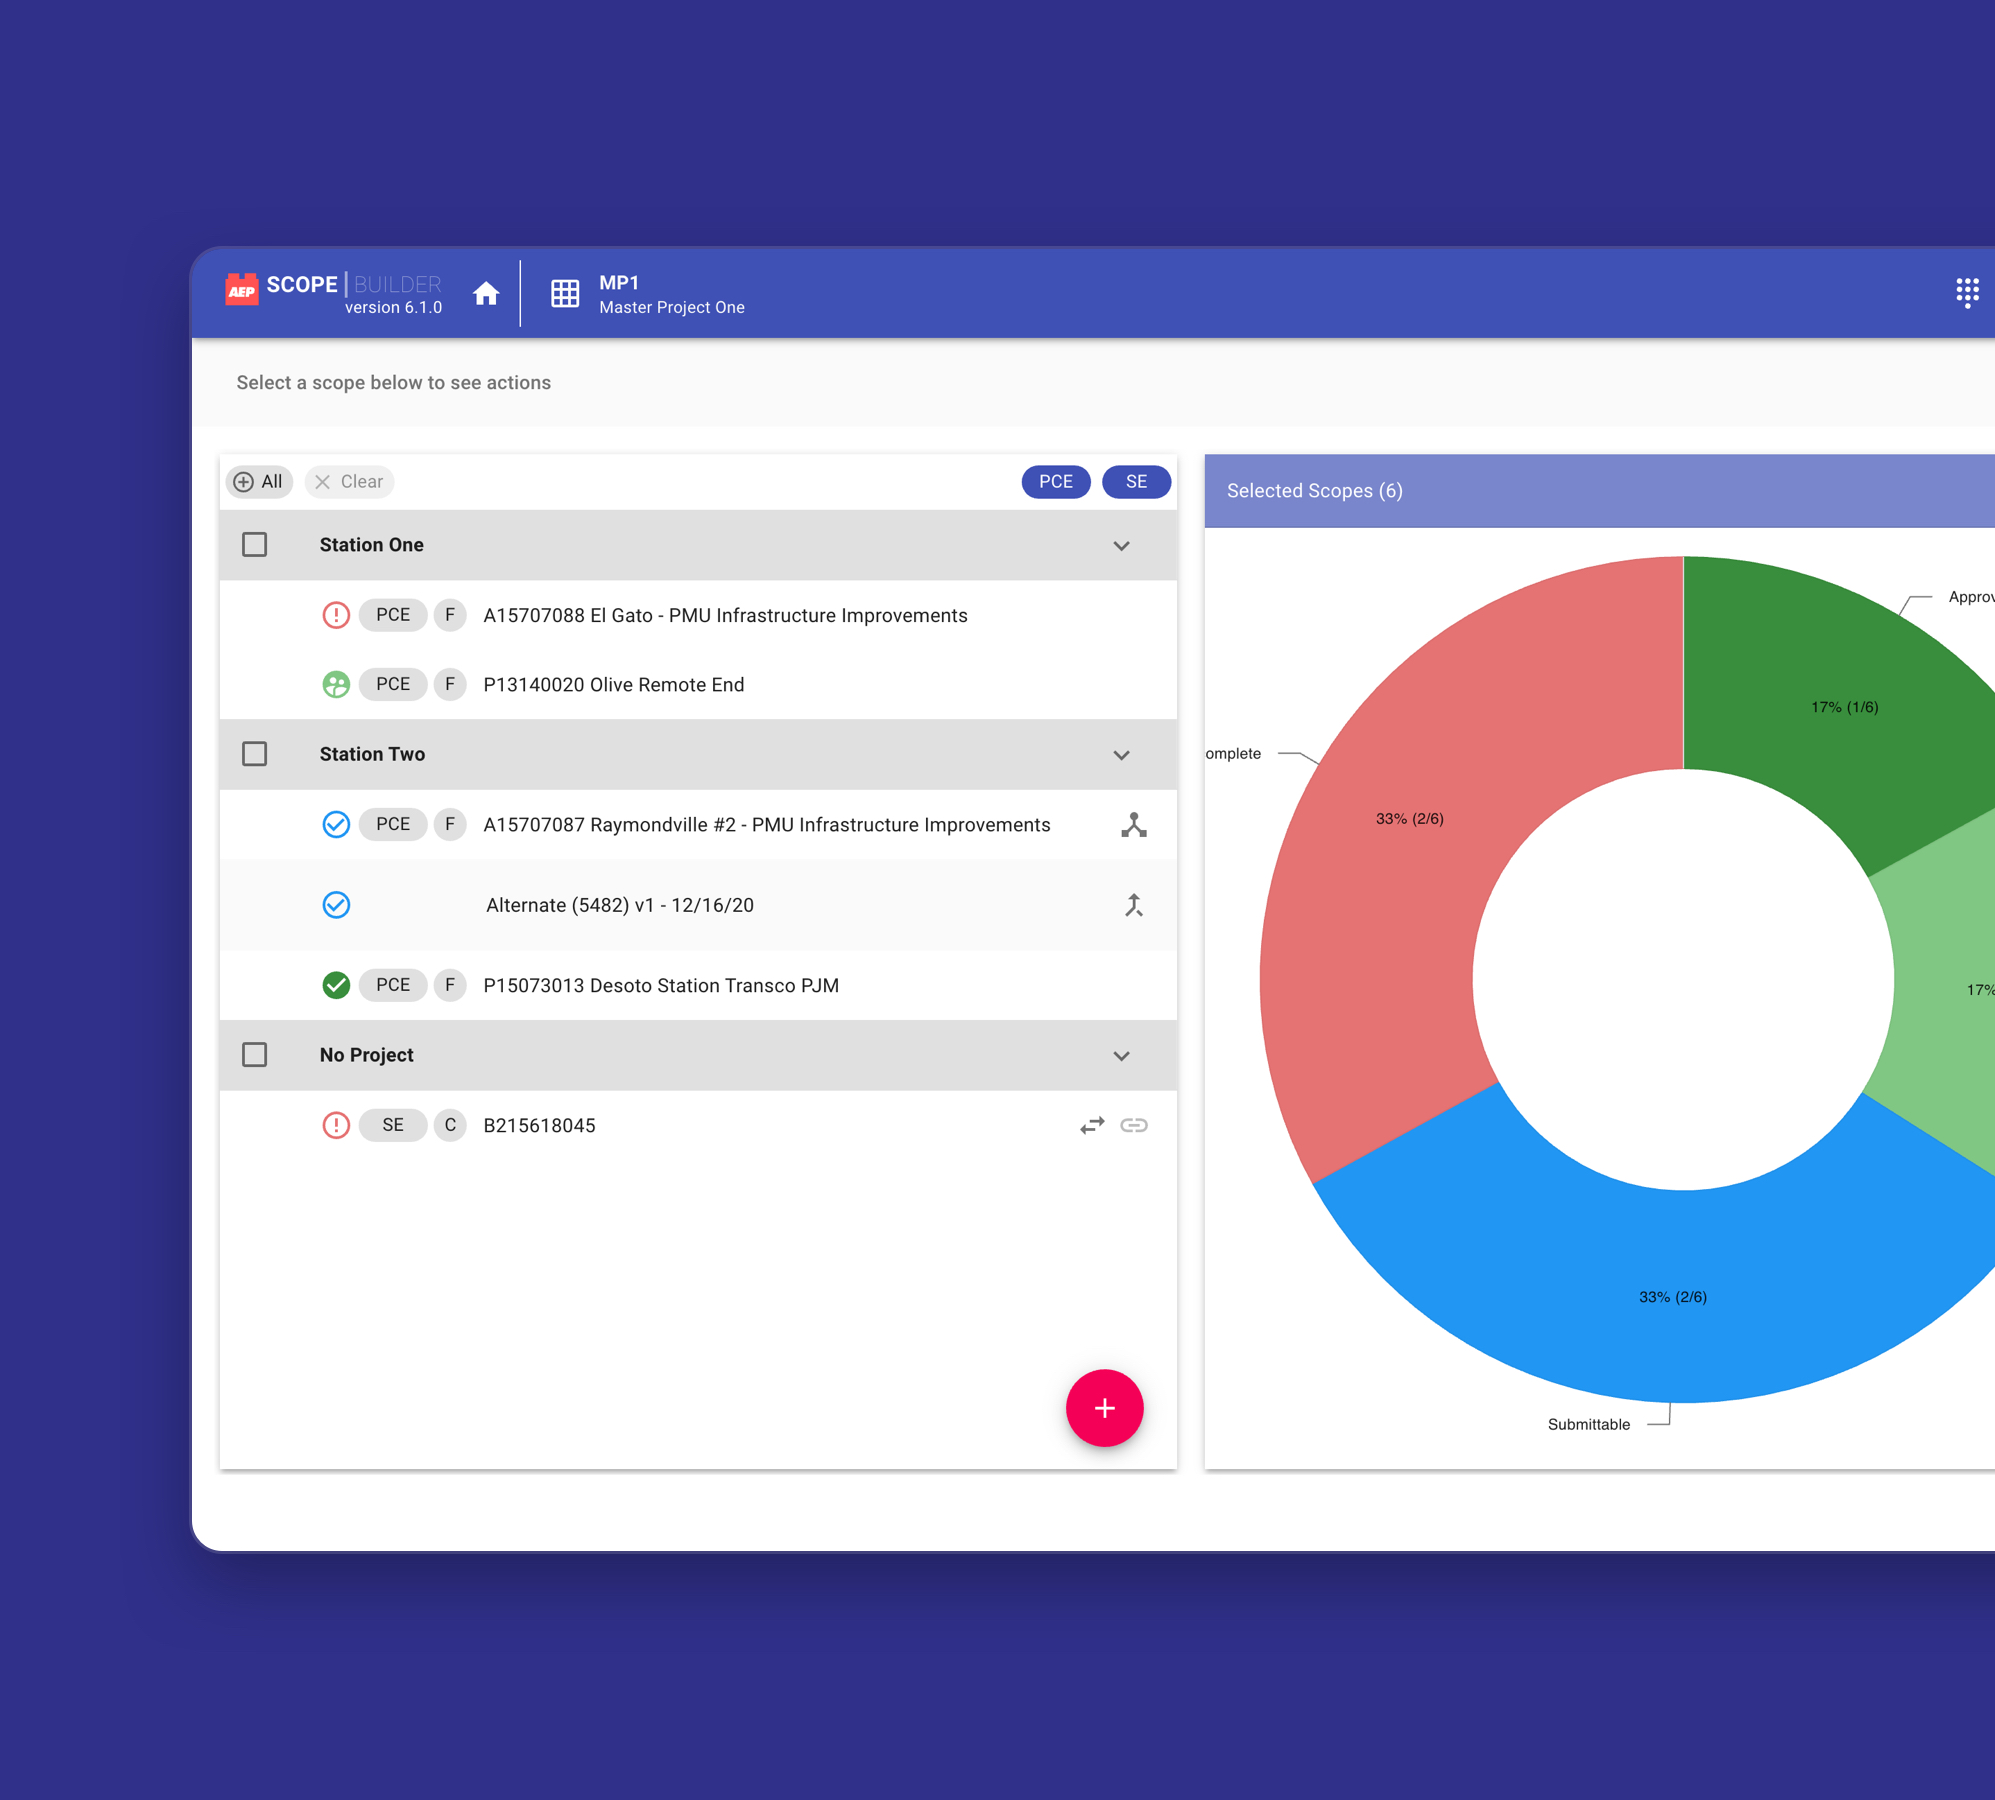 AEP SCOPE BUILDER
version 6.1.0
MP1
Master Project One
Select a scope below to see actions
All Clear PCE SE
Station One
PCE F A15707088 El Gato - PMU Infrastructure Improvements
PCE F P13140020 Olive Remote End
Station Two
PCE F A15707087 Raymondville #2 - PMU Infrastructure Improvements
Alternate (5482) v1 - 12/16/20
PCE F P15073013 Desoto Station Transco PJM
No Project
SE C B215618045
Selected Scopes (6)
Approv
17% (1/6)
omplete
33% (2/6)
17%
33% (2/6)
Submittable